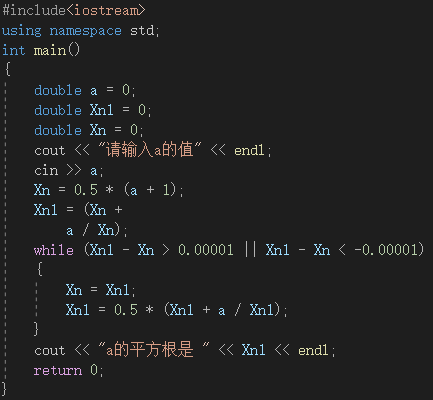 #include<iostream>
using namespace std;
int main()
{
double a = 0;
double Xn1 = 0;
double Xn = 0;
cout << "请输入a的值" << endl;
cin >> a;
Xn = 0.5 * (a + 1);
Xn1 = (Xn +
a / Xn);
while (Xn1 - Xn > 0.00001 || Xn1 - Xn < -0.00001)
{
Xn = Xn1;
Xn1 = 0.5 * (Xn1 + a / Xn1);
}
cout << "a的平方根是 " << Xn1 << endl;
return 0;
}